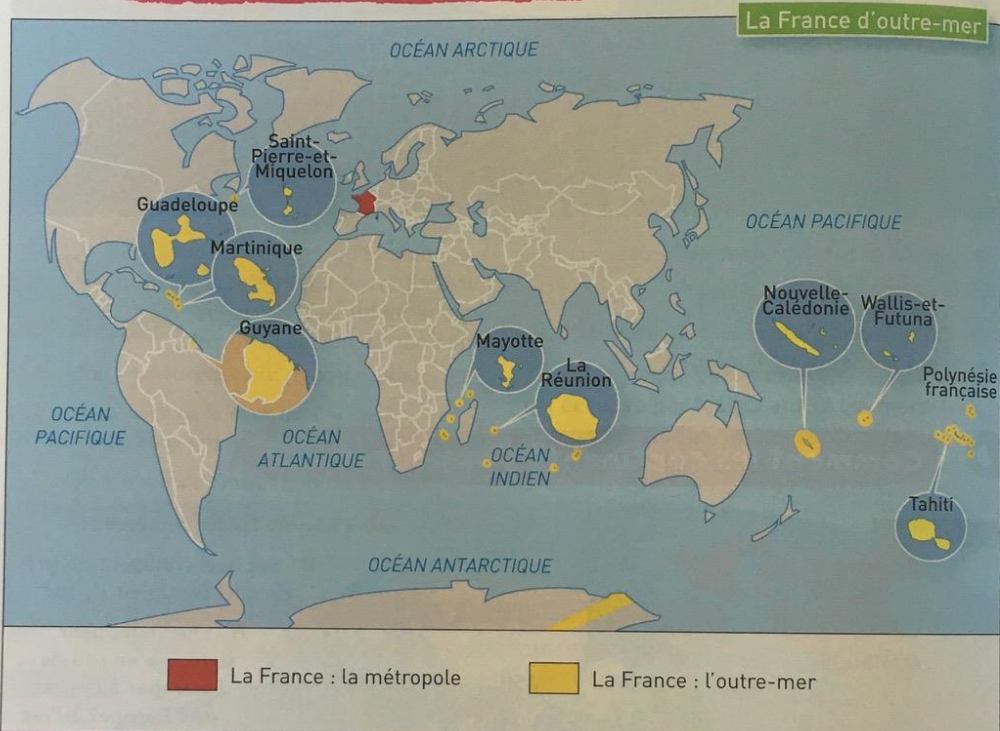 La France d'outre-mer
OCÉAN ARCTIQUE
Saint-
Pierre-et-
Miquelon
Guadeloupe
Martinique
Guyane
OCÉAN PACIFIQUE
Nouvelle-
Calédonie
Wallis-et-
Futuna
Mayotte
La
Réunion
Polynésie
française
OCÉAN
PACIFIQUE
OCÉAN
ATLANTIQUE
OCÉAN
INDIEN
Tahiti
OCÉAN ANTARCTIQUE
La France : la métropole
La France : l'outre-mer